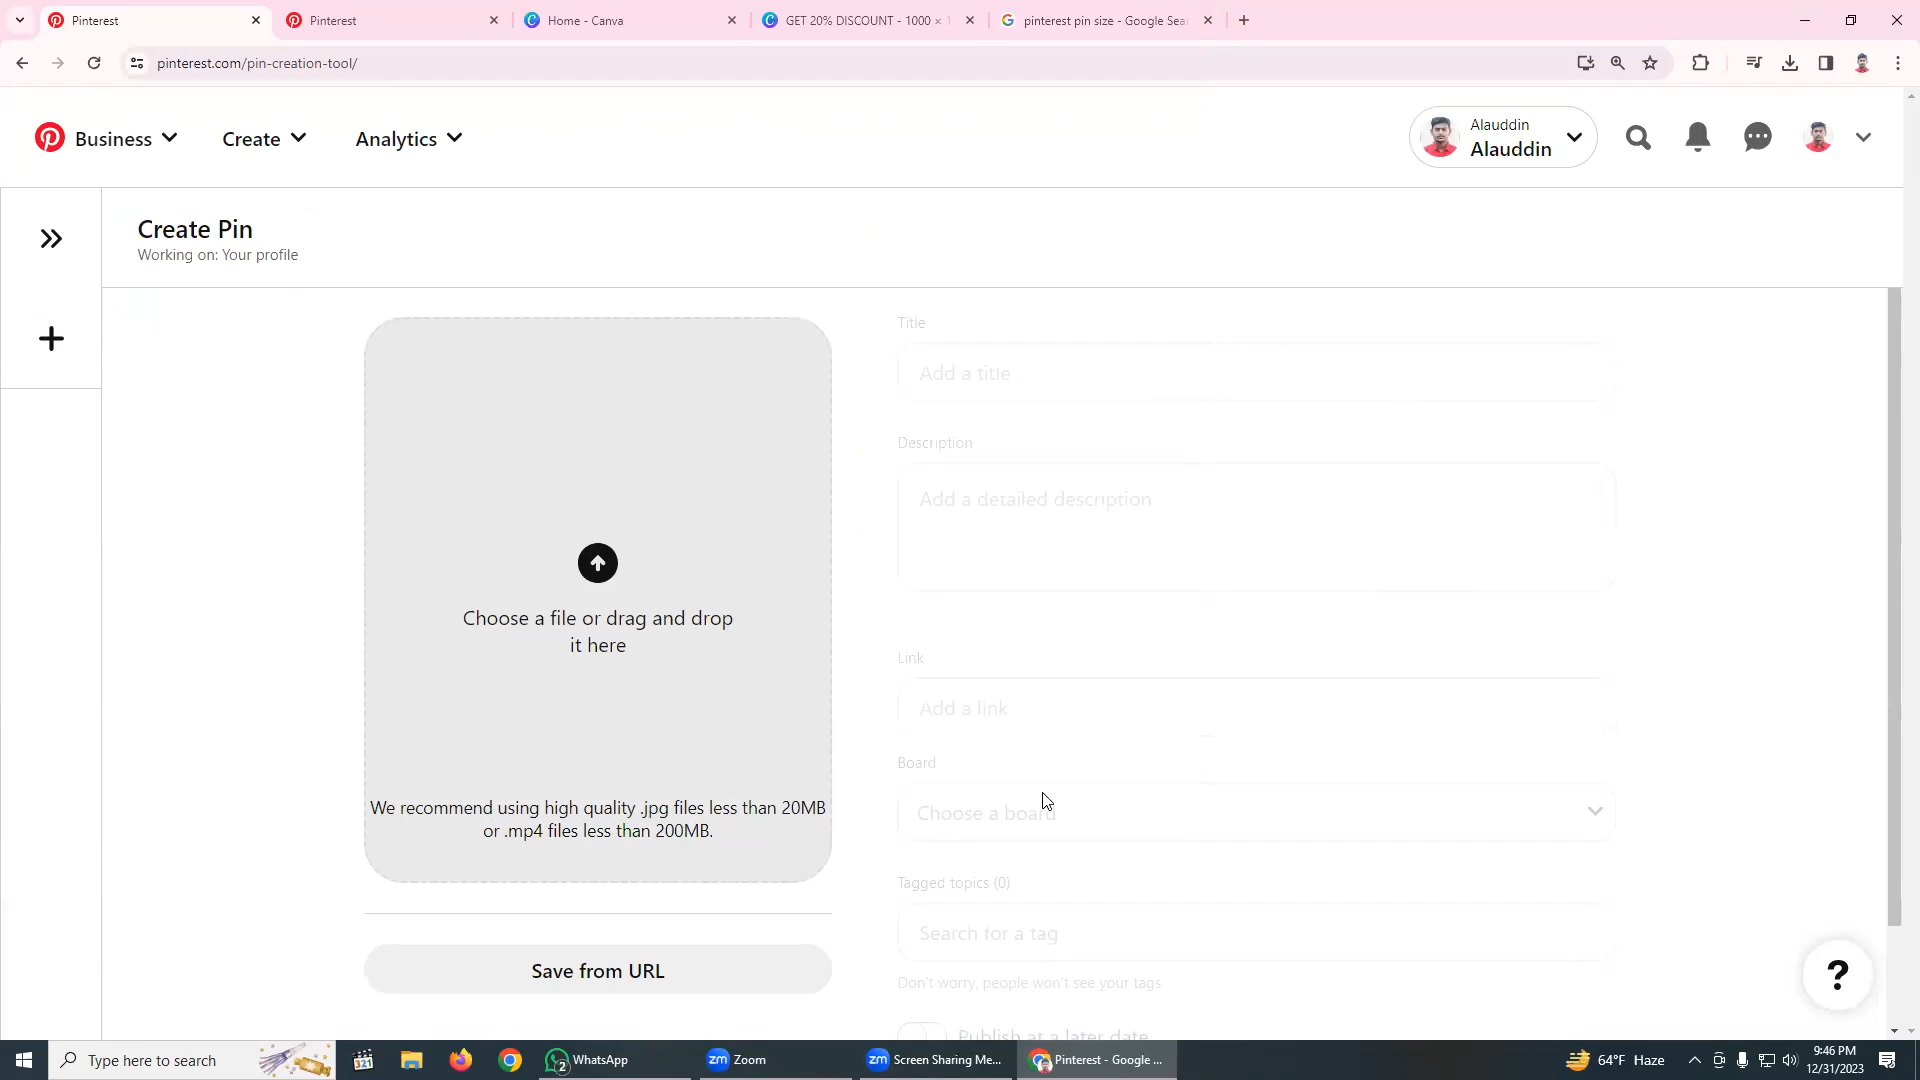 Pinterest
Pinterest
Home - Canva
GET 20% DISCOUNT - 1000 ×
pinterest pin size - Google Sea
pinterest.com/pin-creation-tool/
Business
Create
Analytics
Alauddin
Alauddin
Create Pin
Working on: Your profile
Choose a file or drag and drop
it here
We recommend using high quality .jpg files less than 20MB
or .mp4 files less than 200MB.
Save from URL
Title
Add a title
Description
Add a detailed description
Link
Add a link
Board
Choose a board
Tagged topics (0)
Search for a tag
Don't worry, people won't see your tags
Publish at a later date
?
Type here to search
321
2
WhatsApp
zm
Zoom
zm
Screen Sharing Me...
Pinterest - Google ...
64°F Haze
9:46 PM
12/31/2023